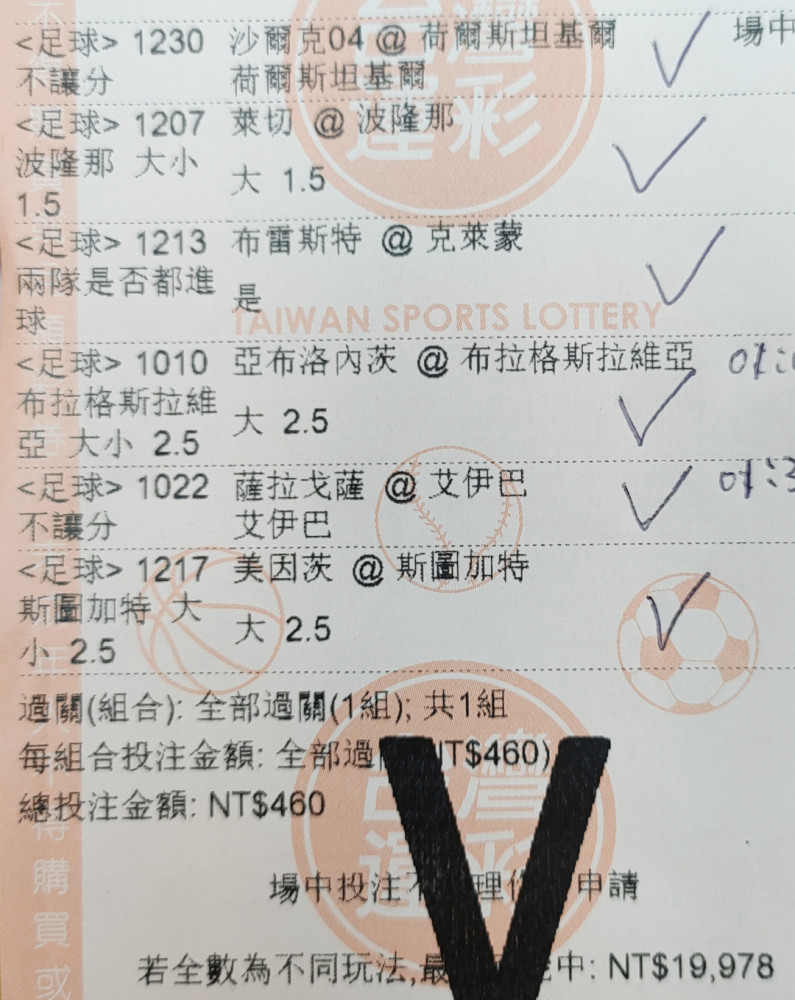 <足球> 1230 沙爾克04 @ 荷爾斯坦基爾 場中
不讓分 荷爾斯坦基爾
<足球> 1207 萊切 @ 波隆那
波隆那 大小 大 1.5
1.5
<足球> 1213 布雷斯特 @ 克萊蒙
兩隊是否都進 是
球
TAIWAN SPORTS LOTTERY
<足球> 1010 亞布洛內茨 @ 布拉格斯拉維亞
布拉格斯拉維 大 2.5
亞 大小 2.5
<足球> 1022 薩拉戈薩 @ 艾伊巴
不讓分 艾伊巴
<足球> 1217 美因茨 @ 斯圖加特
斯圖加特 大 大 2.5
小 2.5
過關(組合): 全部過關(1組); 共1組
每組合投注金額: 全部過 NT$460)
總投注金額: NT$460
場中投注不 理 申請
若全數為不同玩法,最 中: NT$19,978
得購買或